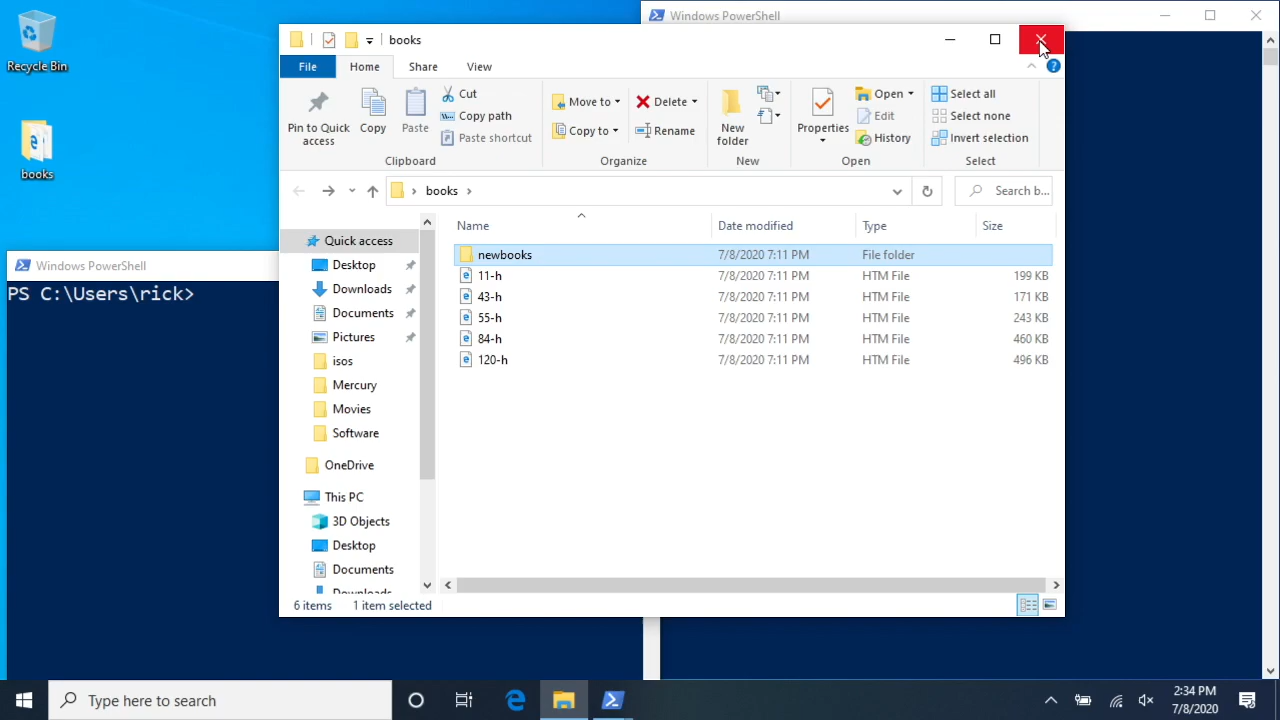 Recycle Bin
books
Windows PowerShell
PS C:\Users\rick>
Windows PowerShell
books
File
Home
Share
View
Pin to Quick
access
Copy
Paste
Cut
Copy path
Paste shortcut
Clipboard
Move to
Copy to
Delete
Rename
Organize
New
folder
New
Properties
Open
Edit
History
Open
Select all
Select none
Invert selection
Select
books
Search b...
Name
Date modified
Type
Size
newbooks 7/8/2020 7:11 PM File folder
11-h 7/8/2020 7:11 PM HTM File 199 KB
43-h 7/8/2020 7:11 PM HTM File 171 KB
55-h 7/8/2020 7:11 PM HTM File 243 KB
84-h 7/8/2020 7:11 PM HTM File 460 KB
120-h 7/8/2020 7:11 PM HTM File 496 KB
Quick access
Desktop
Downloads
Documents
Pictures
isos
Mercury
Movies
Software
OneDrive
This PC
3D Objects
Desktop
Documents
Downloads
6 items 1 item selected
Type here to search
2:34 PM
7/8/2020